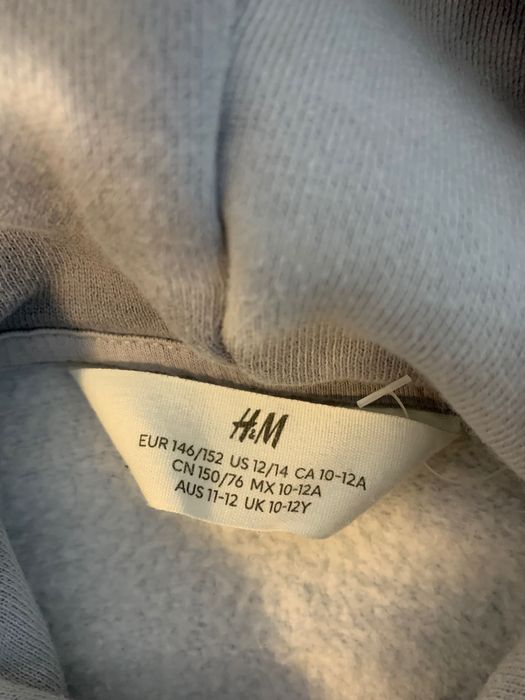 H&M
EUR 146/152 US 12/14 CA 10-12A
CN 150/76 MX 10-12A
AUS 11-12 UK 10-12Y